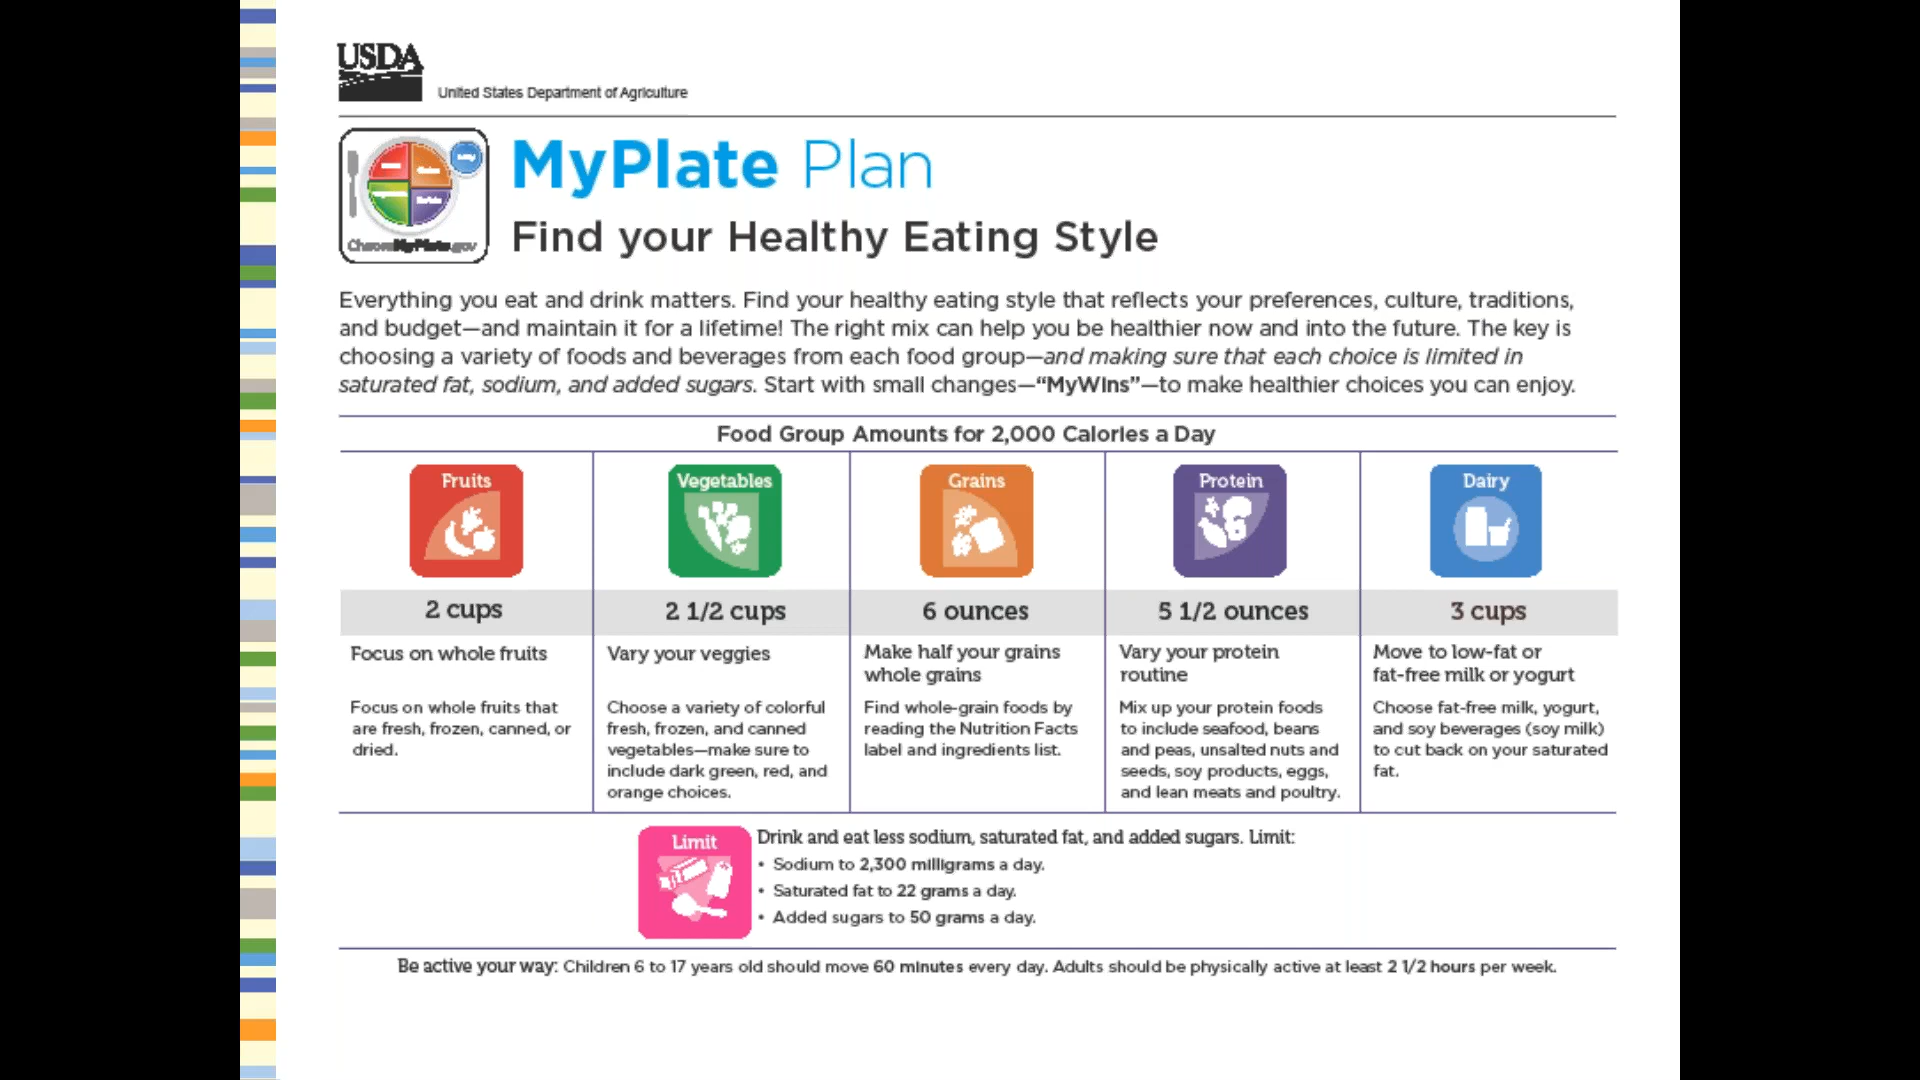 USDA
United States Department of Agriculture
MyPlate Plan
ChooseMyPlate.gov
Find your Healthy Eating Style
Everything you eat and drink matters. Find your healthy eating style that reflects your preferences, culture, traditions,
and budget—and maintain it for a lifetime! The right mix can help you be healthier now and into the future. The key is
choosing a variety of foods and beverages from each food group—and making sure that each choice is limited in
saturated fat, sodium, and added sugars. Start with small changes—“MyWins”—to make healthier choices you can enjoy.
Food Group Amounts for 2,000 Calories a Day
Fruits
2 cups
Focus on whole fruits
Focus on whole fruits that
are fresh, frozen, canned, or
dried.
Vegetables
2 1/2 cups
Vary your veggies
Choose a variety of colorful
fresh, frozen, and canned
vegetables—make sure to
include dark green, red, and
orange choices.
Grains
6 ounces
Make half your grains
whole grains
Find whole-grain foods by
reading the Nutrition Facts
label and ingredients list.
Protein
5 1/2 ounces
Vary your protein
routine
Mix up your protein foods
to include seafood, beans
and peas, unsalted nuts and
seeds, soy products, eggs,
and lean meats and poultry.
Dairy
3 cups
Move to low-fat or
fat-free milk or yogurt
Choose fat-free milk, yogurt,
and soy beverages (soy milk)
to cut back on your saturated
fat.
Limit
Drink and eat less sodium, saturated fat, and added sugars. Limit:
• Sodium to 2,300 milligrams a day.
• Saturated fat to 22 grams a day.
• Added sugars to 50 grams a day.
Be active your way: Children 6 to 17 years old should move 60 minutes every day. Adults should be physically active at least 2 1/2 hours per week.